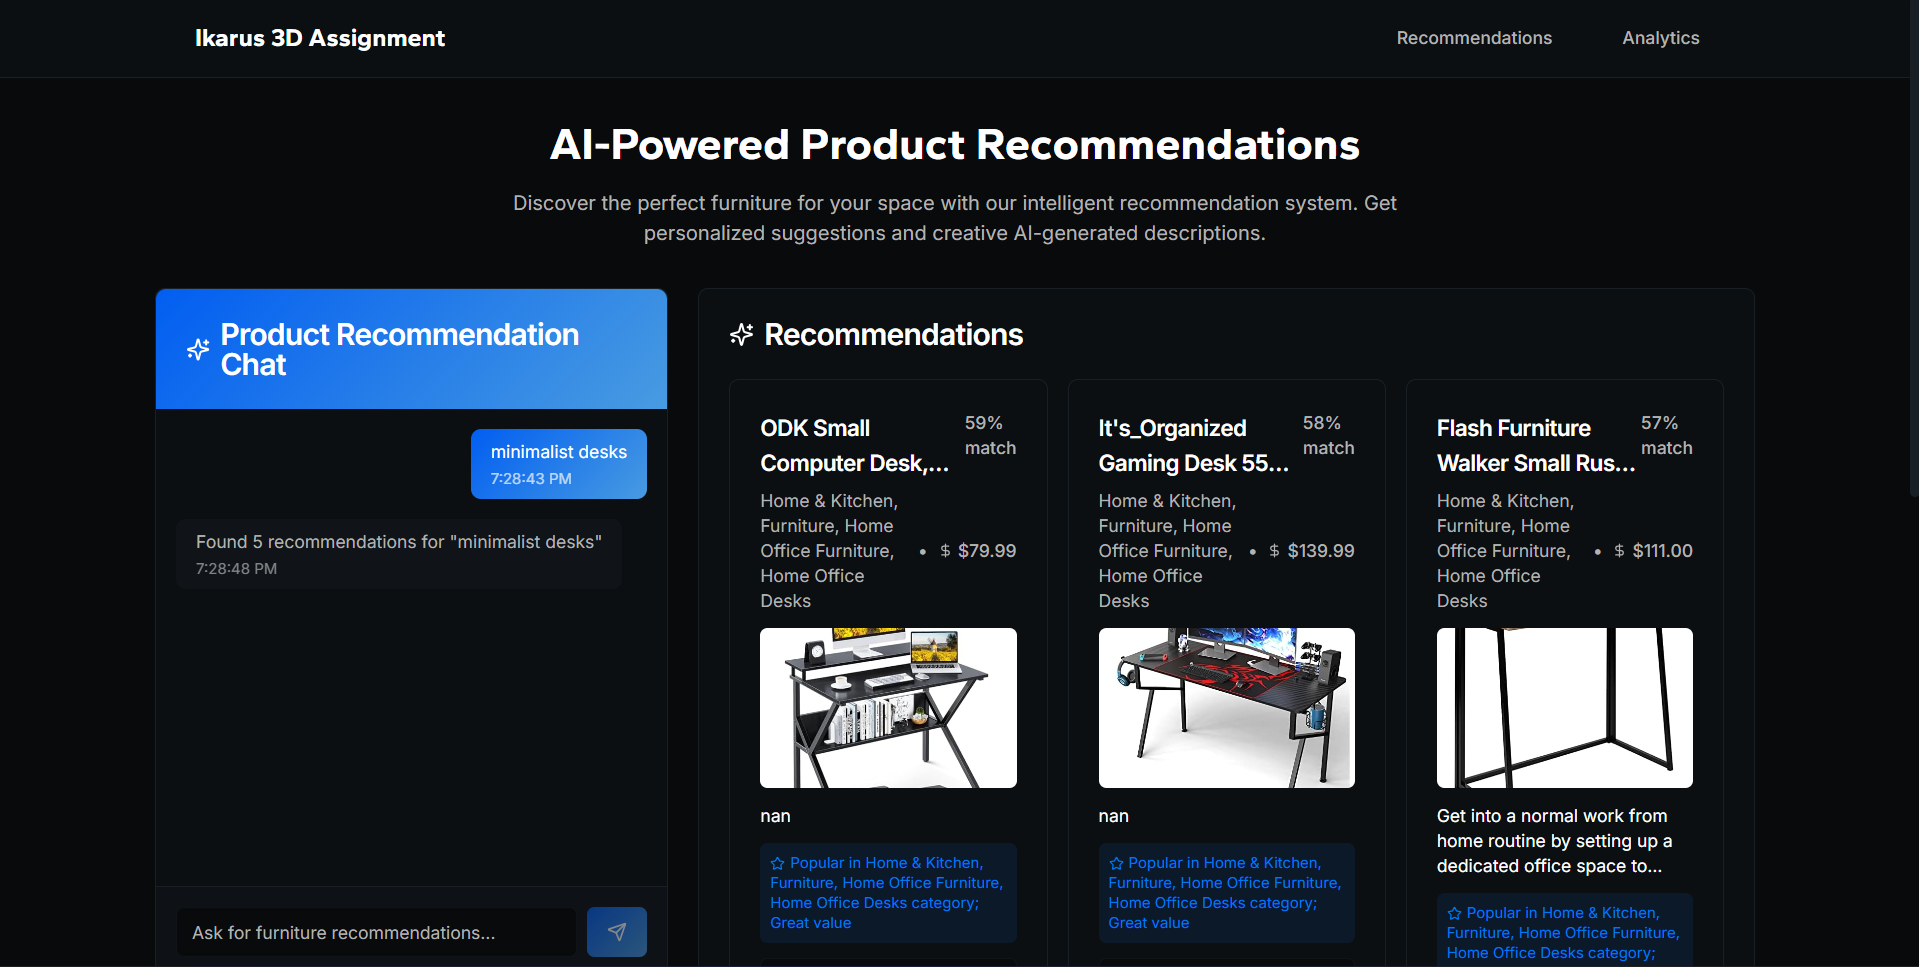 Ikarus 3D Assignment
Recommendations
Analytics
AI-Powered Product Recommendations
Discover the perfect furniture for your space with our intelligent recommendation system. Get
personalized suggestions and creative AI-generated descriptions.
Product Recommendation
Chat
minimalist desks
7:28:43 PM
Found 5 recommendations for "minimalist desks"
7:28:48 PM
Ask for furniture recommendations...
Recommendations
ODK Small
Computer Desk,...
59%
match
Home & Kitchen,
Furniture, Home
Office Furniture,
Home Office
Desks
• $ $79.99
nan
Popular in Home & Kitchen,
Furniture, Home Office Furniture,
Home Office Desks category;
Great value
It's_Organized
Gaming Desk 55...
58%
match
Home & Kitchen,
Furniture, Home
Office Furniture,
Home Office
Desks
• $ $139.99
nan
Popular in Home & Kitchen,
Furniture, Home Office Furniture,
Home Office Desks category;
Great value
Flash Furniture
Walker Small Rus...
57%
match
Home & Kitchen,
Furniture, Home
Office Furniture,
Home Office
Desks
• $ $111.00
Get into a normal work from
home routine by setting up a
dedicated office space to...
Popular in Home & Kitchen,
Furniture, Home Office Furniture,
Home Office Desks category;